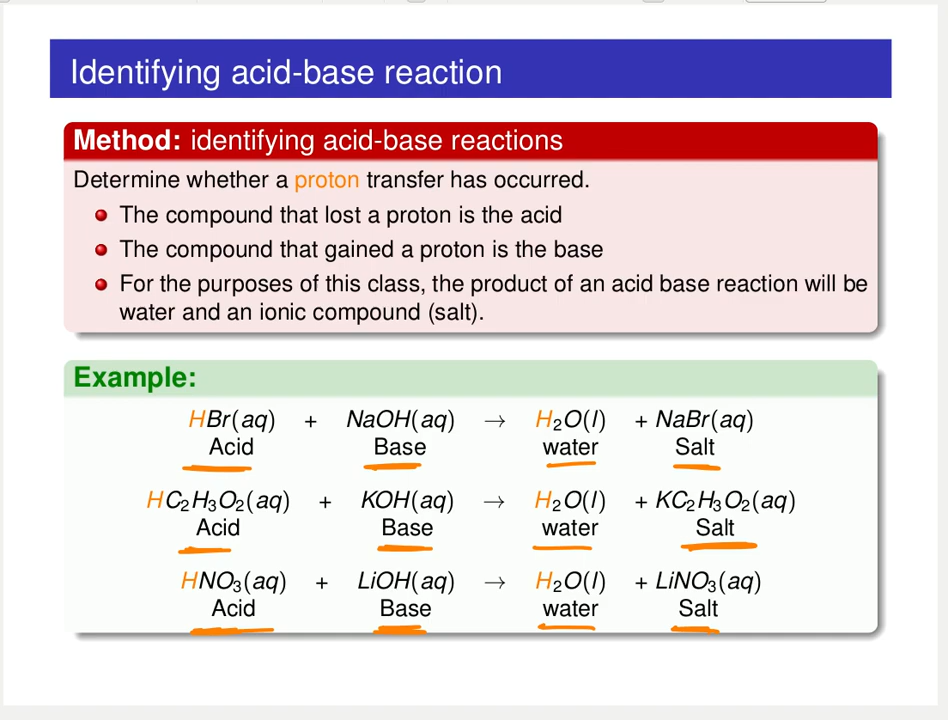 Identifying acid-base reaction
Method: identifying acid-base reactions
Determine whether a proton transfer has occurred.
The compound that lost a proton is the acid
The compound that gained a proton is the base
For the purposes of this class, the product of an acid base reaction will be
water and an ionic compound (salt).
Example:
HBr(aq) + NaOH(aq) → H₂O(l) + NaBr(aq)
Acid Base water Salt
HC₂H₃O₂(aq) + KOH(aq) → H₂O(l) + KC₂H₃O₂(aq)
Acid Base water Salt
HNO₃(aq) + LiOH(aq) → H₂O(l) + LiNO₃(aq)
Acid Base water Salt